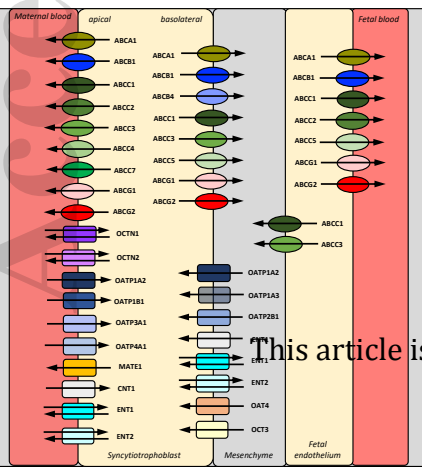 Maternal blood
apical
basolateral
Fetal blood
ABCA1
ABCB1
ABCC1
ABCC2
ABCC3
ABCC4
ABCC7
ABCG1
ABCG2
OCTN1
OCTN2
OATP1A2
OATP1B1
OATP3A1
OATP4A1
MATE1
CNT1
ENT1
ENT2
ABCA1
ABCB1
ABCB4
ABCC1
ABCC3
ABCC5
ABCG1
ABCG2
OATP1A2
OATP1A3
OATP2B1
ENT1
ENT2
OAT4
OCT3
ABCA1
ABCB1
ABCC1
ABCC2
ABCC5
ABCG1
ABCG2
ABCC1
ABCC3
This article is
Syncytiotrophoblast
Mesenchyme
Fetal
endothelium
Acce